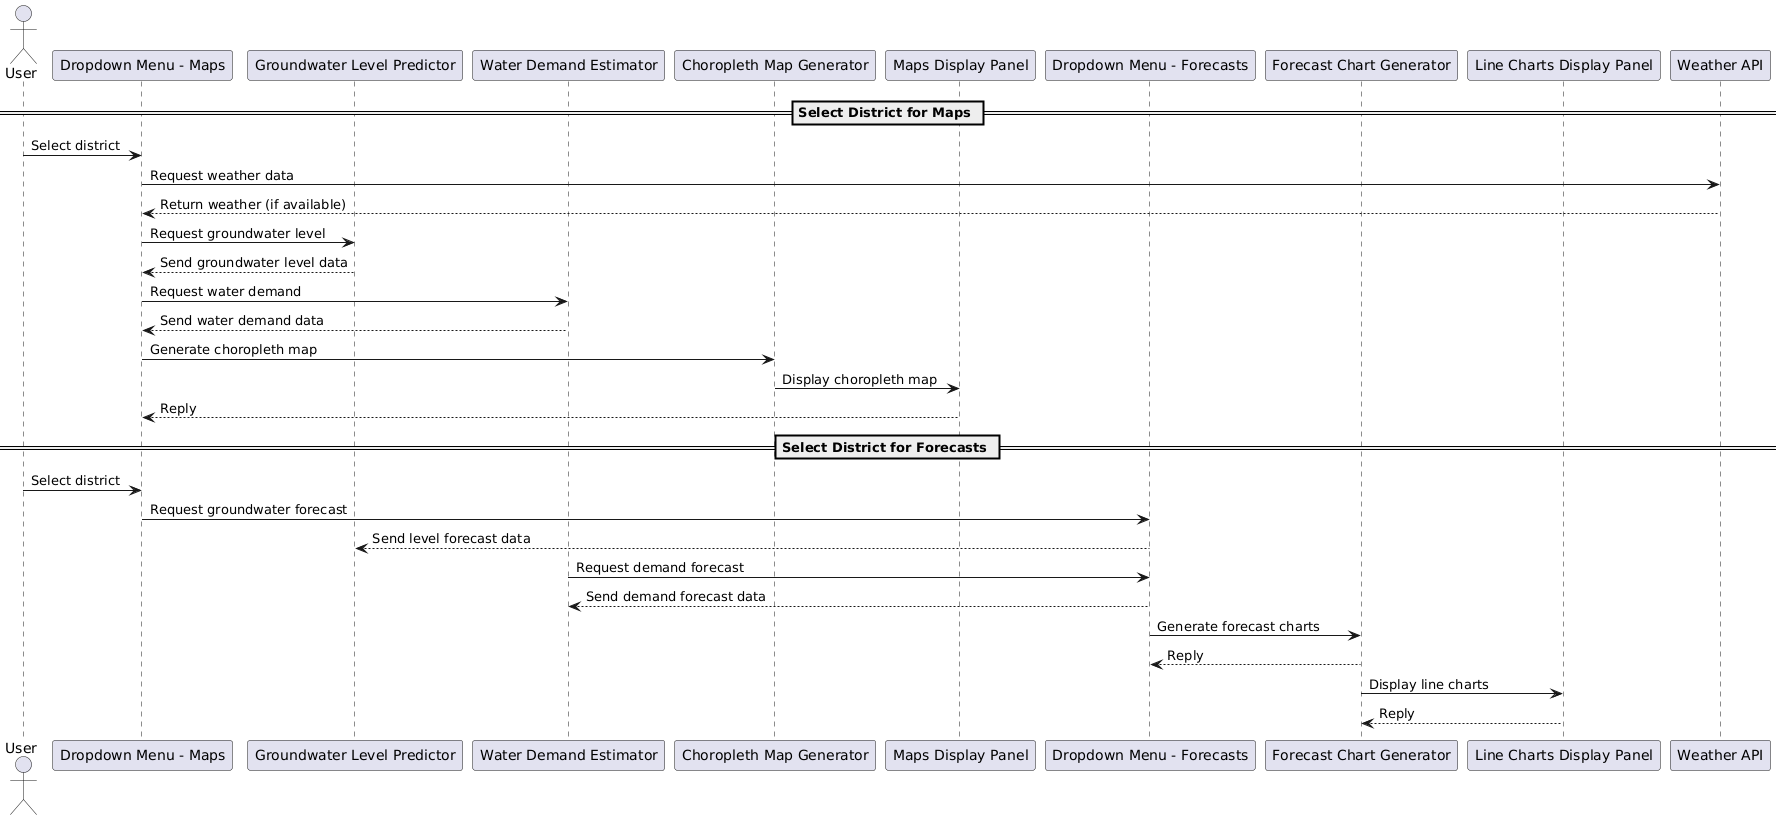 User
Dropdown Menu - Maps
Groundwater Level Predictor
Water Demand Estimator
Choropleth Map Generator
Maps Display Panel
Dropdown Menu - Forecasts
Forecast Chart Generator
Line Charts Display Panel
Weather API
Select District for Maps
Select district
Request weather data
Return weather (if available)
Request groundwater level
Send groundwater level data
Request water demand
Send water demand data
Generate choropleth map
Display choropleth map
Reply
Select District for Forecasts
Select district
Request groundwater forecast
Send level forecast data
Request demand forecast
Send demand forecast data
Generate forecast charts
Reply
Display line charts
Reply
User
Dropdown Menu - Maps
Groundwater Level Predictor
Water Demand Estimator
Choropleth Map Generator
Maps Display Panel
Dropdown Menu - Forecasts
Forecast Chart Generator
Line Charts Display Panel
Weather API